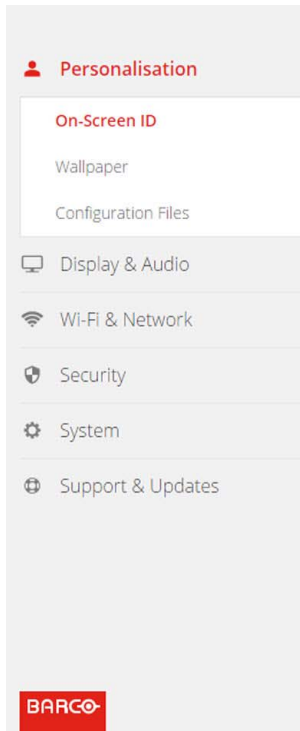 Personalisation
On-Screen ID
Wallpaper
Configuration Files
Display & Audio
Wi-Fi & Network
Security
System
Support & Updates
BARCO